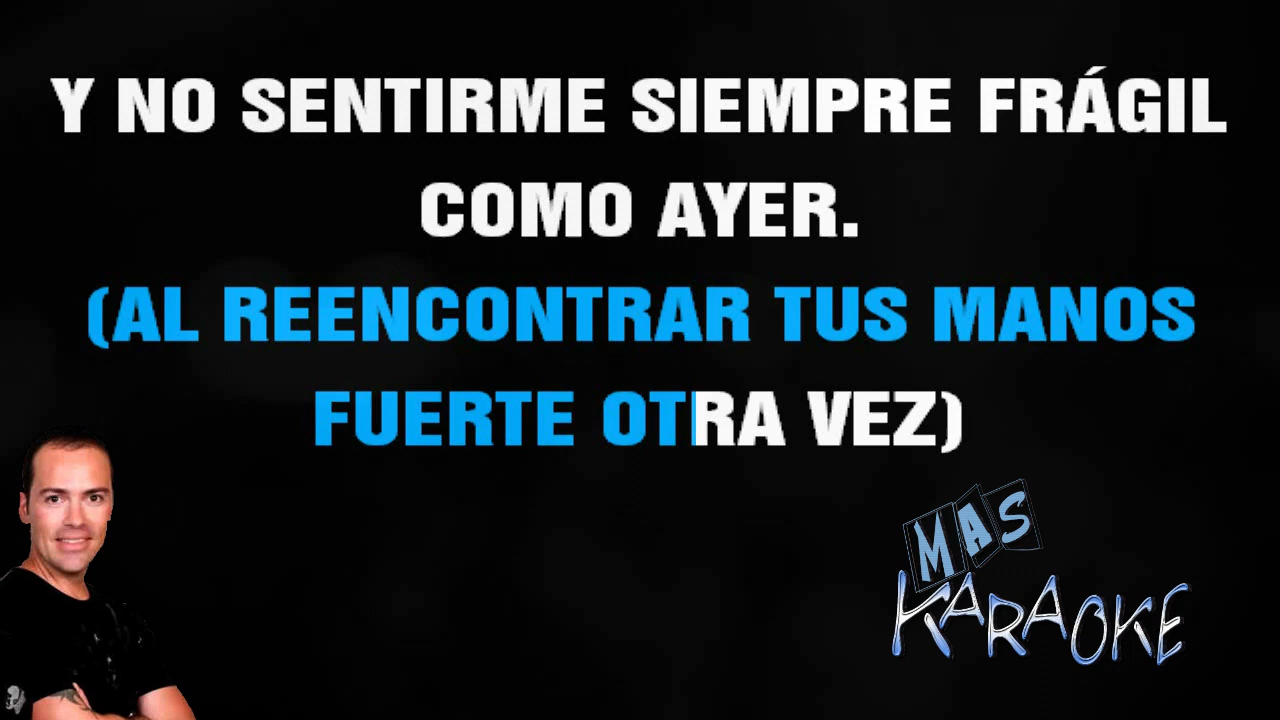 Y NO SENTIRME SIEMPRE FRÁGIL
COMO AYER.
(AL REENCONTRAR TUS MANOS
FUERTE OTRA VEZ)
MAS
KARAOKE